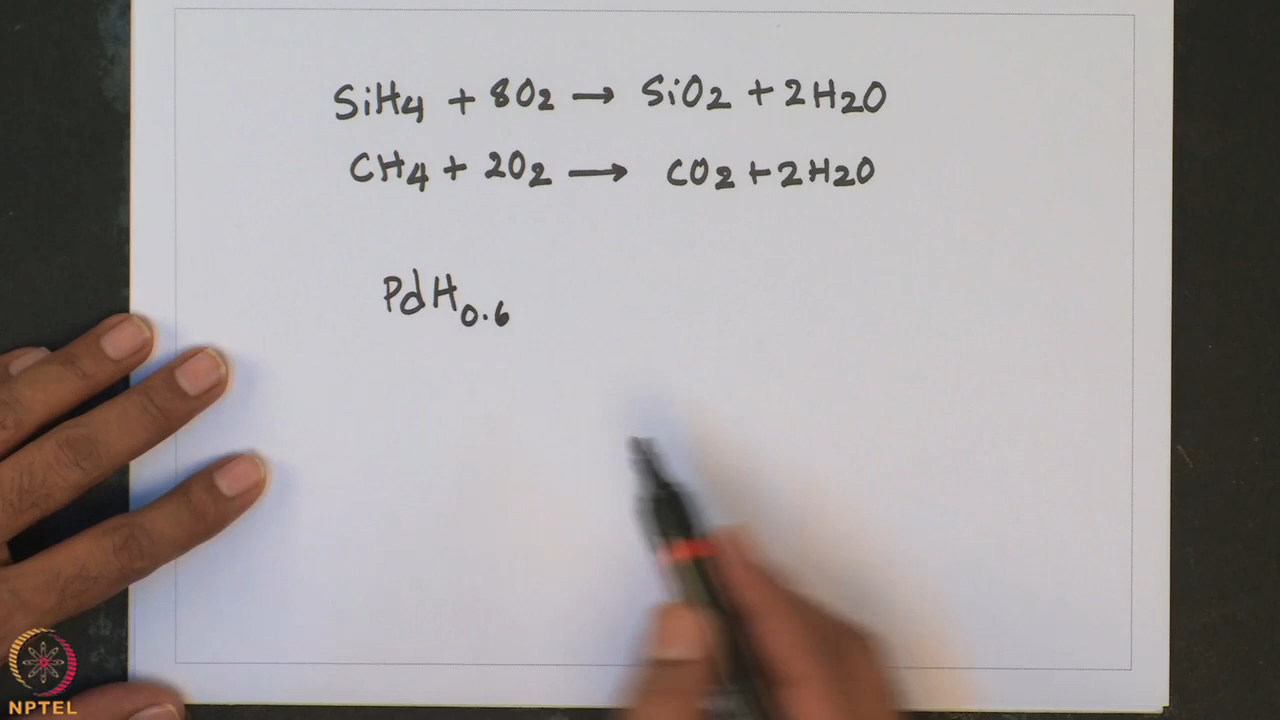 SiH4 + 8O2 → SiO2 + 2H2O
CH4 + 2O2 → CO2 + 2H2O
PdH0.6
NPTEL